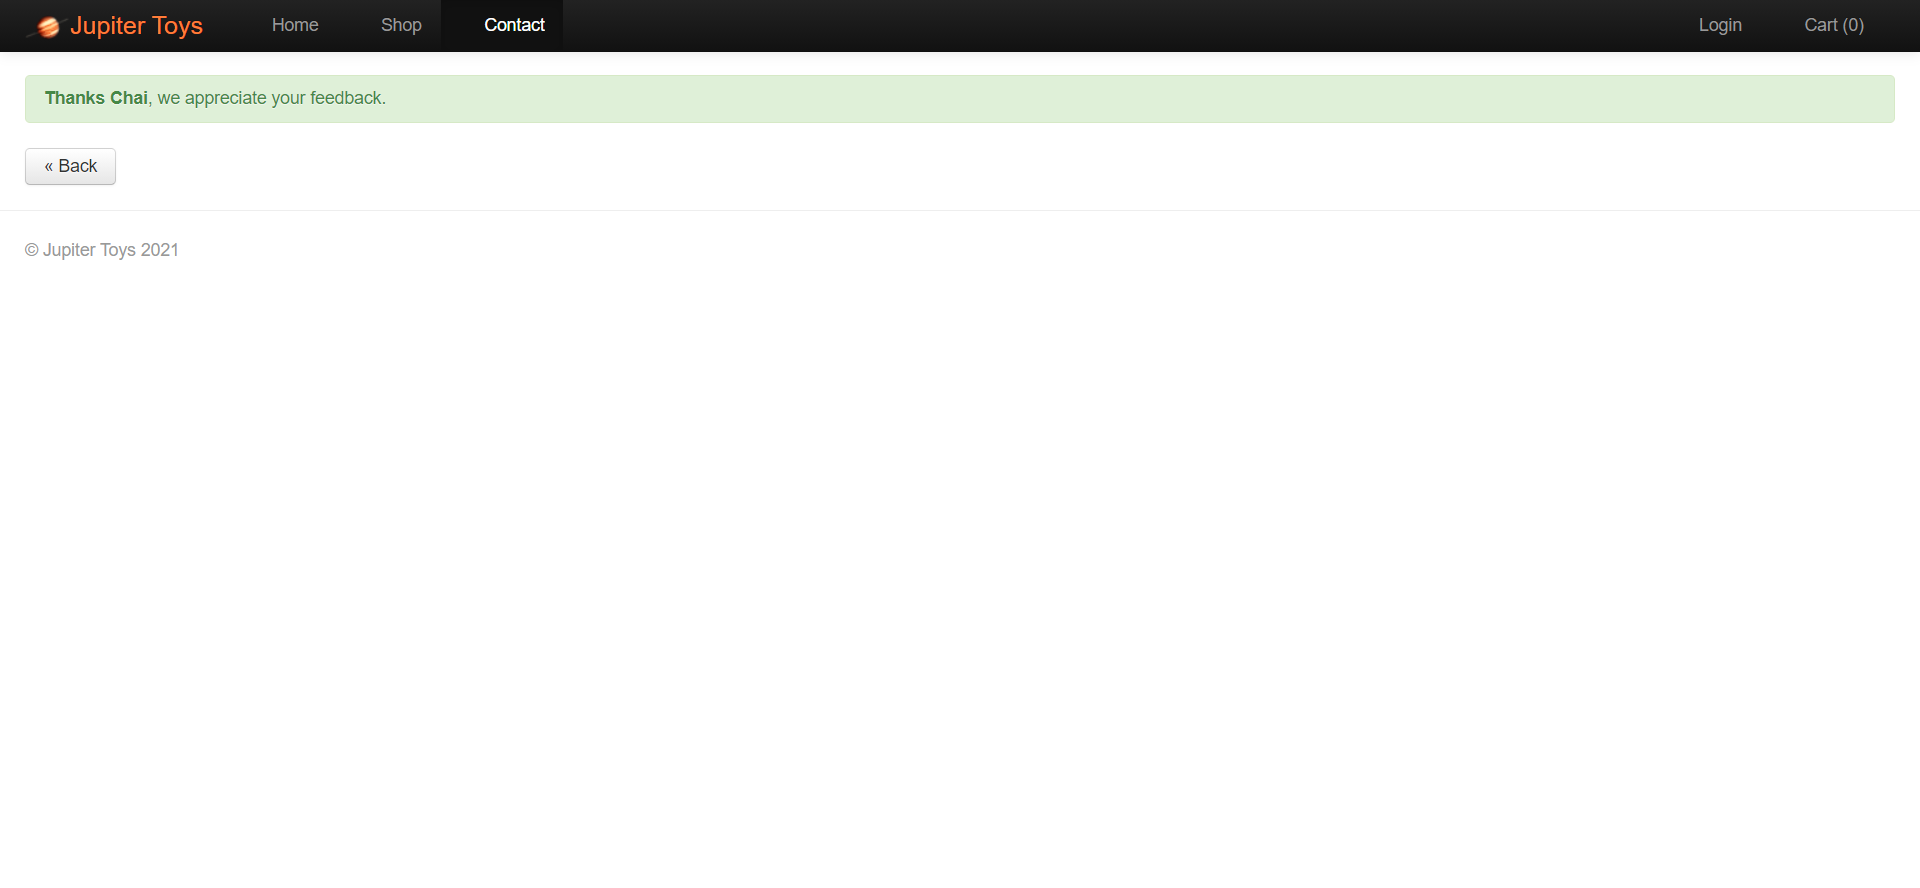 Jupiter Toys Home Shop Contact Login Cart (0)
Thanks Chai, we appreciate your feedback.
« Back
© Jupiter Toys 2021